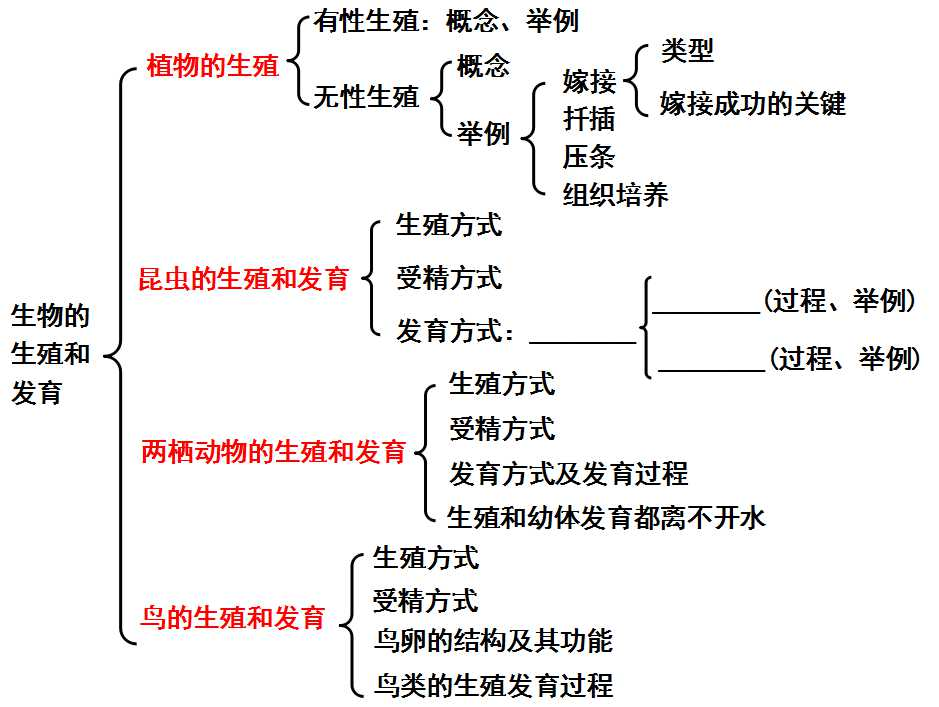 生物的
生殖和
发育
植物的生殖
有性生殖：概念、举例
无性生殖
概念
举例
嫁接
类型
嫁接成功的关键
扦插
压条
组织培养
昆虫的生殖和发育
生殖方式
受精方式
发育方式：________
________(过程、举例)
________(过程、举例)
两栖动物的生殖和发育
生殖方式
受精方式
发育方式及发育过程
生殖和幼体发育都离不开水
鸟的生殖和发育
生殖方式
受精方式
鸟卵的结构及其功能
鸟类的生殖发育过程